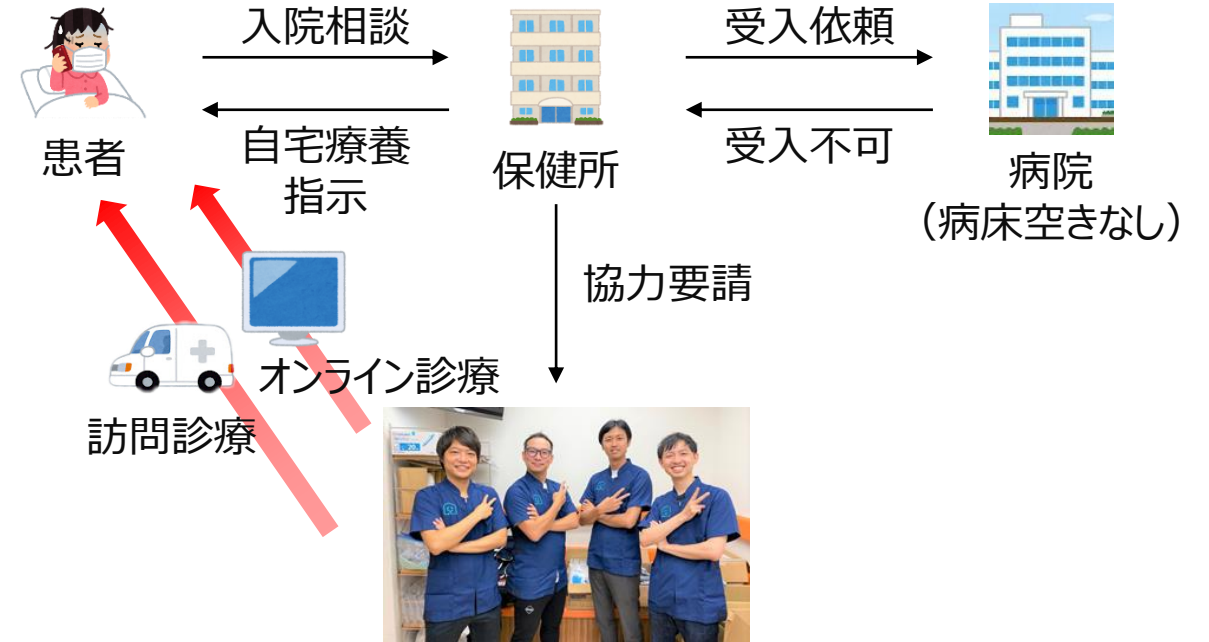 入院相談
受入依頼
患者
自宅療養
指示
保健所
受入不可
病院
（病床空きなし）
協力要請
オンライン診療
訪問診療